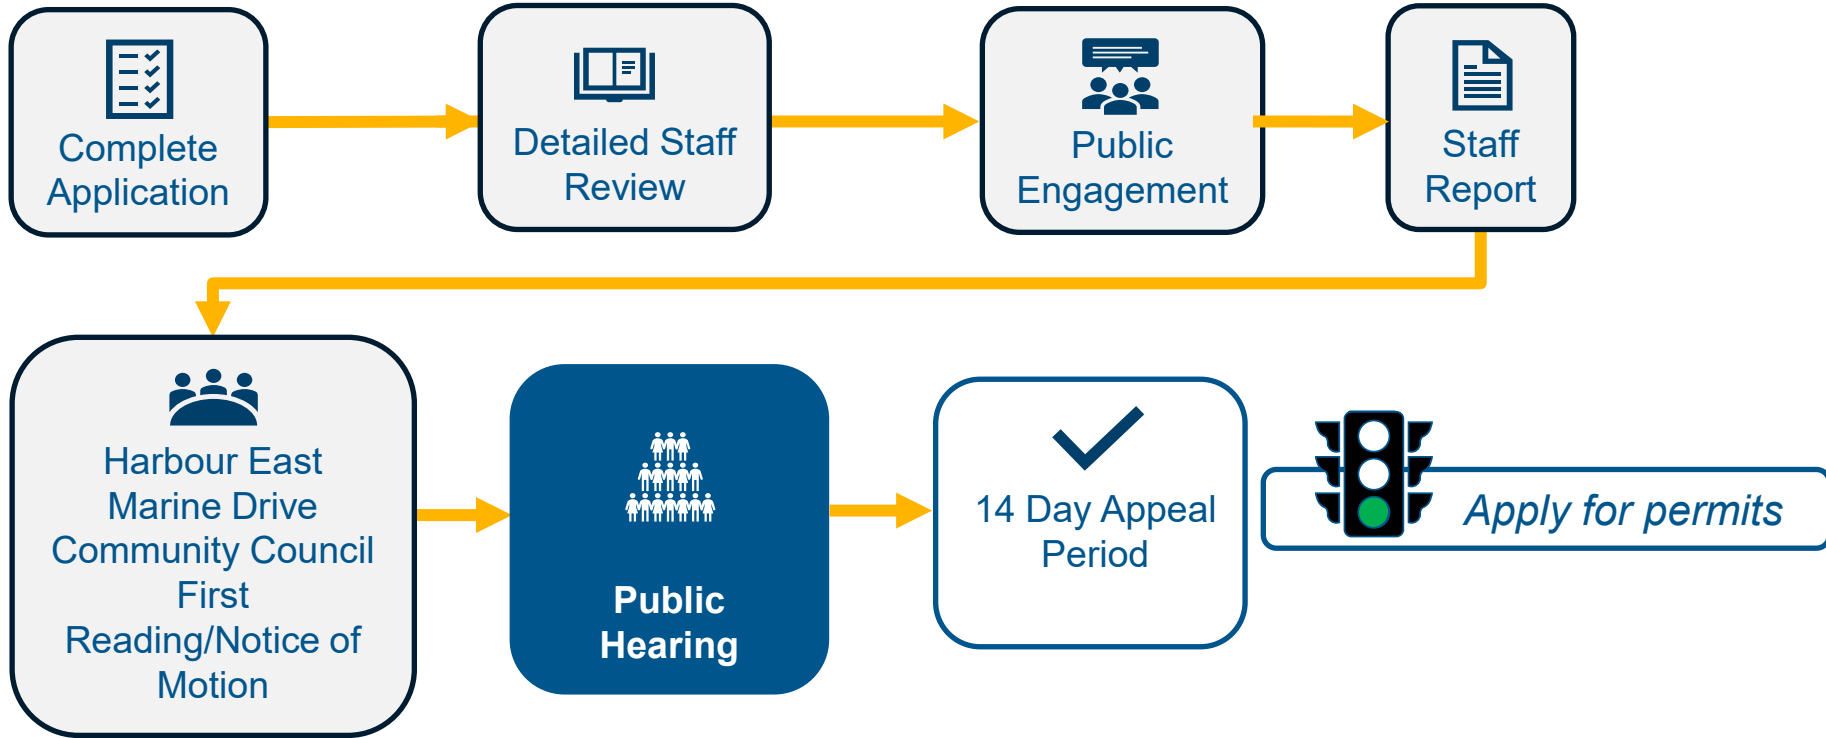 Complete
Application
Detailed Staff
Review
Public
Engagement
Staff
Report
Harbour East
Marine Drive
Community Council
First
Reading/Notice of
Motion
Public
Hearing
14 Day Appeal
Period
Apply for permits